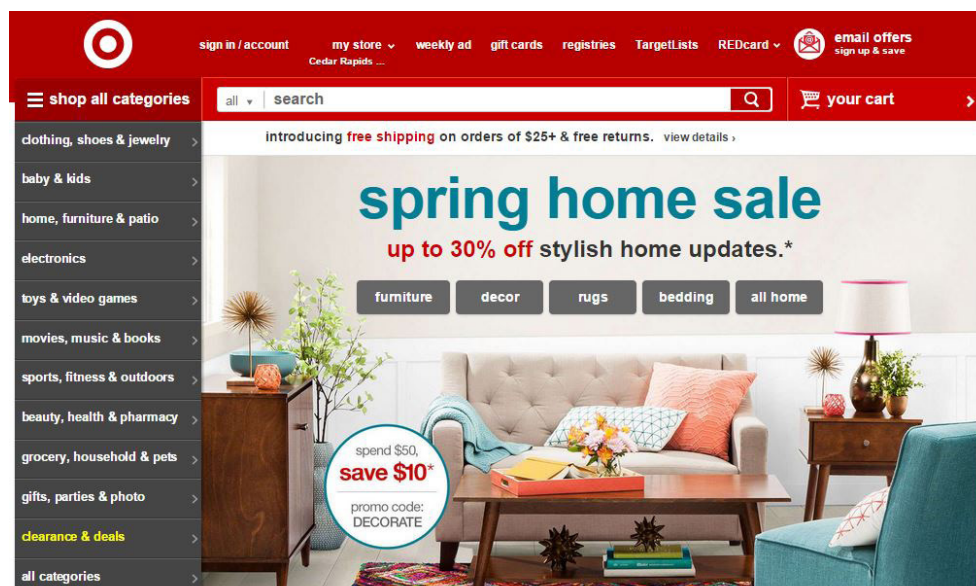 sign in / account
my store
Cedar Rapids ...
weekly ad
gift cards
registries
TargetLists
REDcard
email offers
sign up & save
shop all categories
all
search
your cart
introducing free shipping on orders of $25+ & free returns. view details ›
clothing, shoes & jewelry
baby & kids
home, furniture & patio
electronics
toys & video games
movies, music & books
sports, fitness & outdoors
beauty, health & pharmacy
grocery, household & pets
gifts, parties & photo
clearance & deals
all categories
spring home sale
up to 30% off stylish home updates.*
furniture
decor
rugs
bedding
all home
spend $50,
save $10*
promo code:
DECORATE